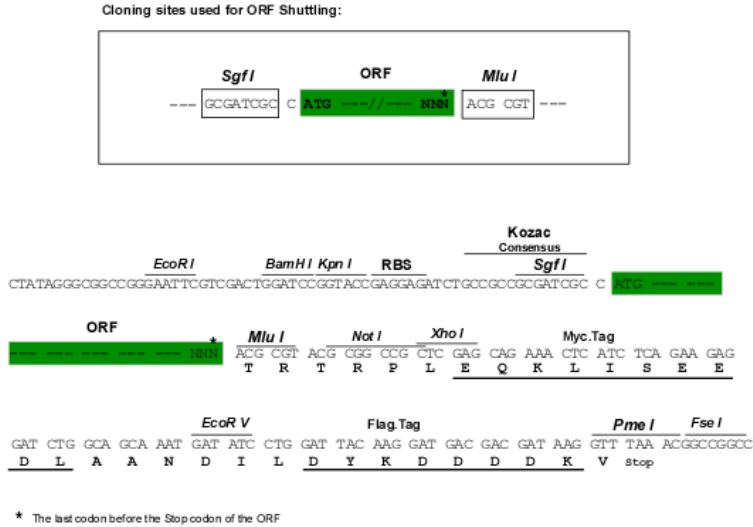 Cloning sites used for ORF Shuttling:
Sgf I ORF Mlu I
--- GCGATCGC C ATG ---//--- NNN* ACG CGT ---
Kozac
Consensus
EcoR I BamH I Kpn I RBS Sgf I
CTATAGGGCGGCCGGGAATTCGTCGACTGGATCCGGTACCGAGGAGATCTGCCGCCGCGATCGC C ATG --- ---
ORF Mlu I Not I Xho I Myc.Tag
--- --- --- --- --- --- NNN* ACG CGT ACG CGG CCG CTC GAG CAG AAA CTC ATC TCA GAA GAG
T R T R P L E Q K L I S E E
EcoR V Flag.Tag Pme I Fse I
GAT CTG GCA GCA AAT GAT ATC CTG GAT TAC AAG GAT GAC GAC GAT AAG GTT TAA ACGGCCGGCC
D L A A N D I L D Y K D D D D K V Stop
* The last codon before the Stop codon of the ORF